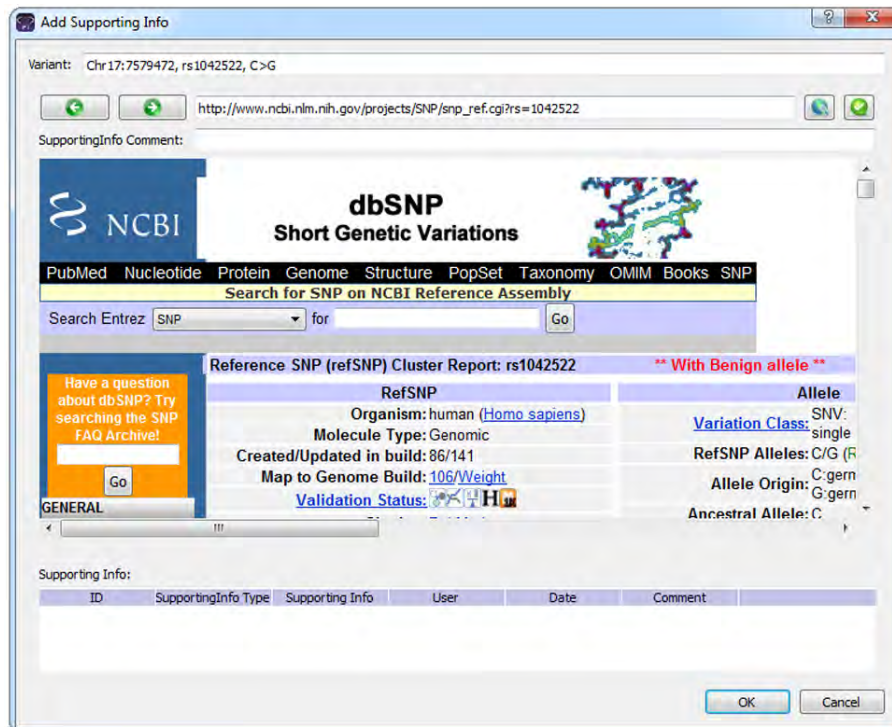 Add Supporting Info
Variant: Chr17:7579472, rs1042522, C>G
http://www.ncbi.nlm.nih.gov/projects/SNP/snp_ref.cgi?rs=1042522
SupportingInfo Comment:
NCBI
dbSNP
Short Genetic Variations
PubMed Nucleotide Protein Genome Structure PopSet Taxonomy OMIM Books SNP
Search for SNP on NCBI Reference Assembly
Search Entrez SNP for Go
Have a question
about dbSNP? Try
searching the SNP
FAQ Archive!
Go
GENERAL
Reference SNP (refSNP) Cluster Report: rs1042522 ** With Benign allele **
RefSNP
Organism: human (Homo sapiens)
Molecule Type: Genomic
Created/Updated in build: 86/141
Map to Genome Build: 106/Weight
Validation Status: H
Allele
Variation Class: SNV:
single
RefSNP Alleles: C/G (R
Allele Origin: C:germ
G:germ
Ancestral Allele: C
Supporting Info:
ID SupportingInfo Type Supporting Info User Date Comment
OK Cancel